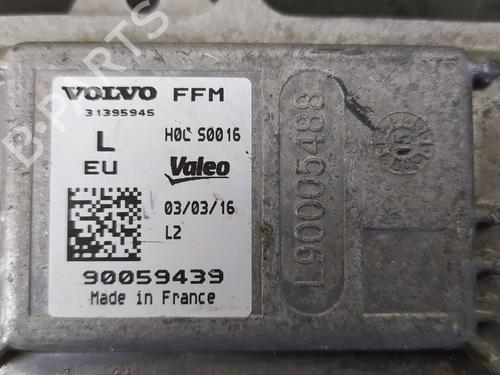 VOLVO FFM
31395945
L H0C S0016
EU Valeo
03/03/16
L2
90059439
Made in France
L90005488
B-PARTS